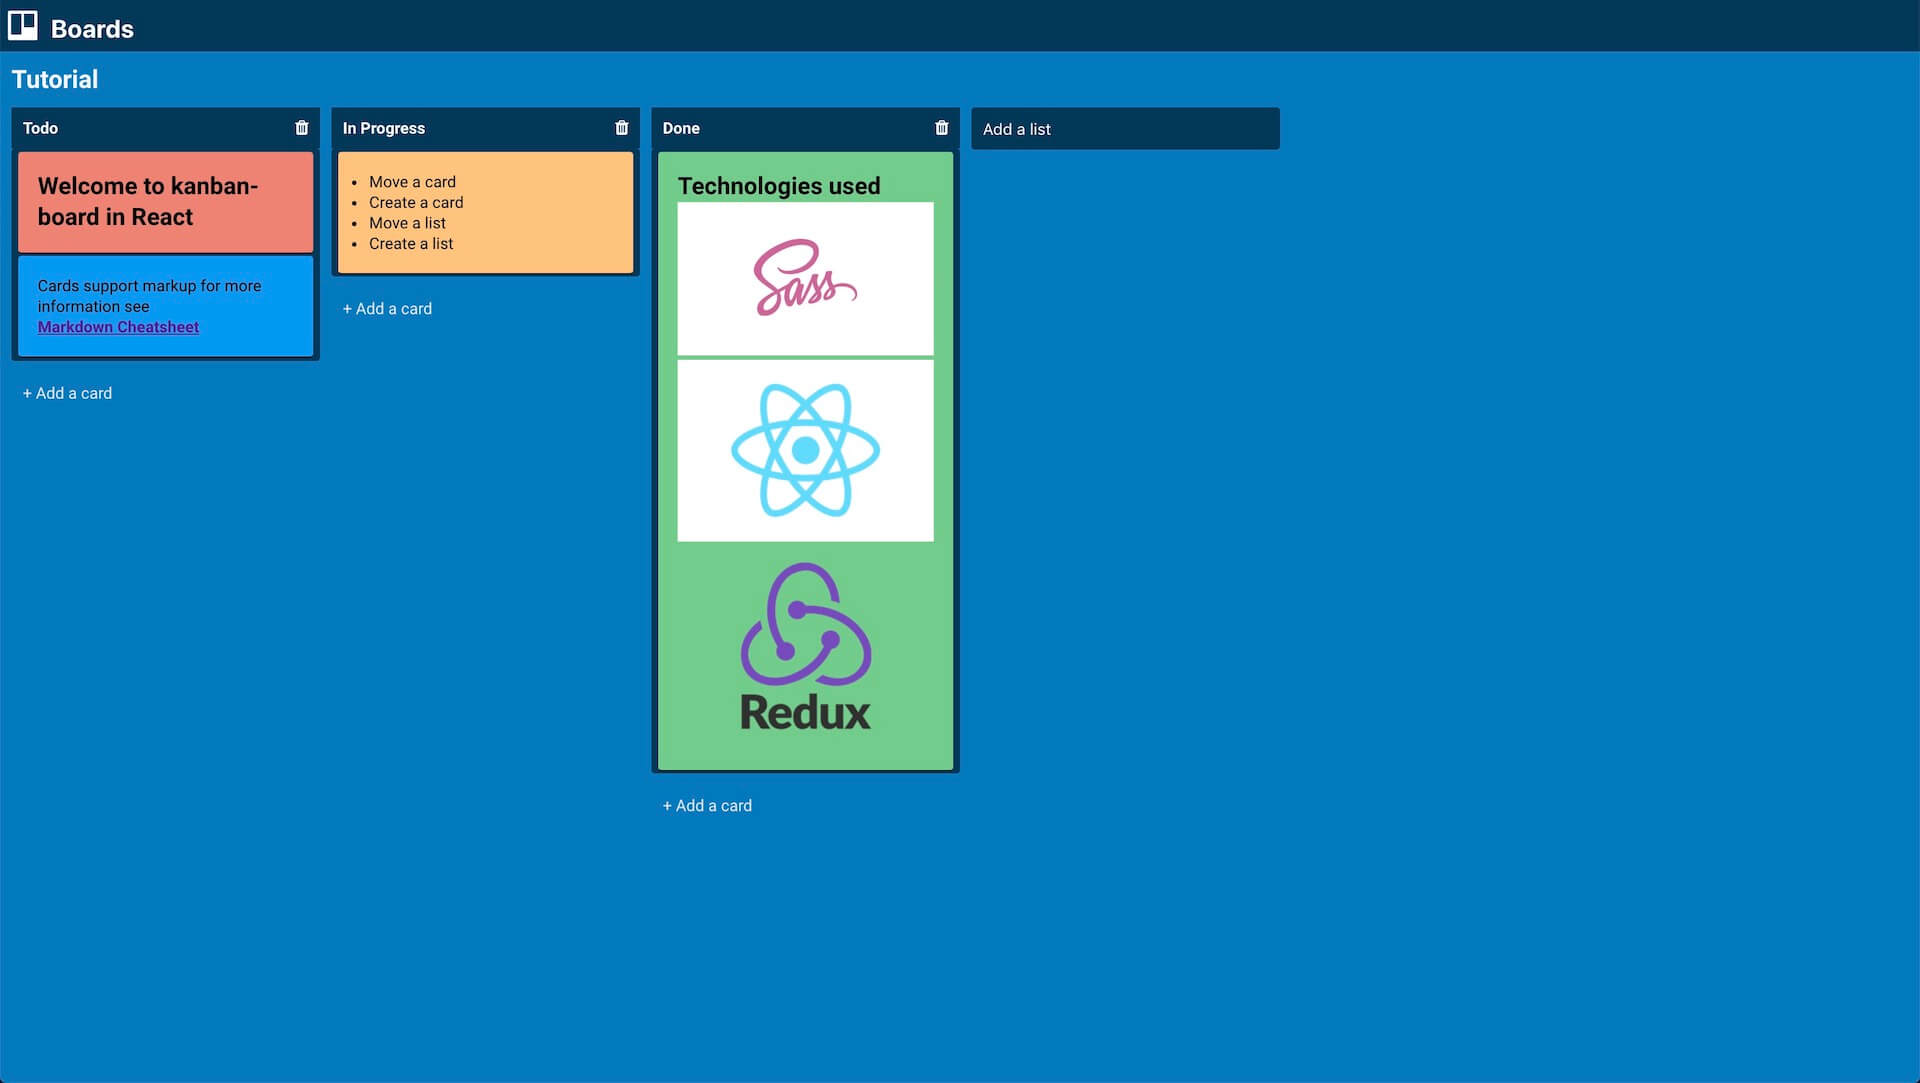 Boards
Tutorial
Todo
Welcome to kanban-
board in React
Cards support markup for more
information see
Markdown Cheatsheet
+ Add a card
In Progress
• Move a card
• Create a card
• Move a list
• Create a list
+ Add a card
Done
Technologies used
Sass
Redux
+ Add a card
Add a list